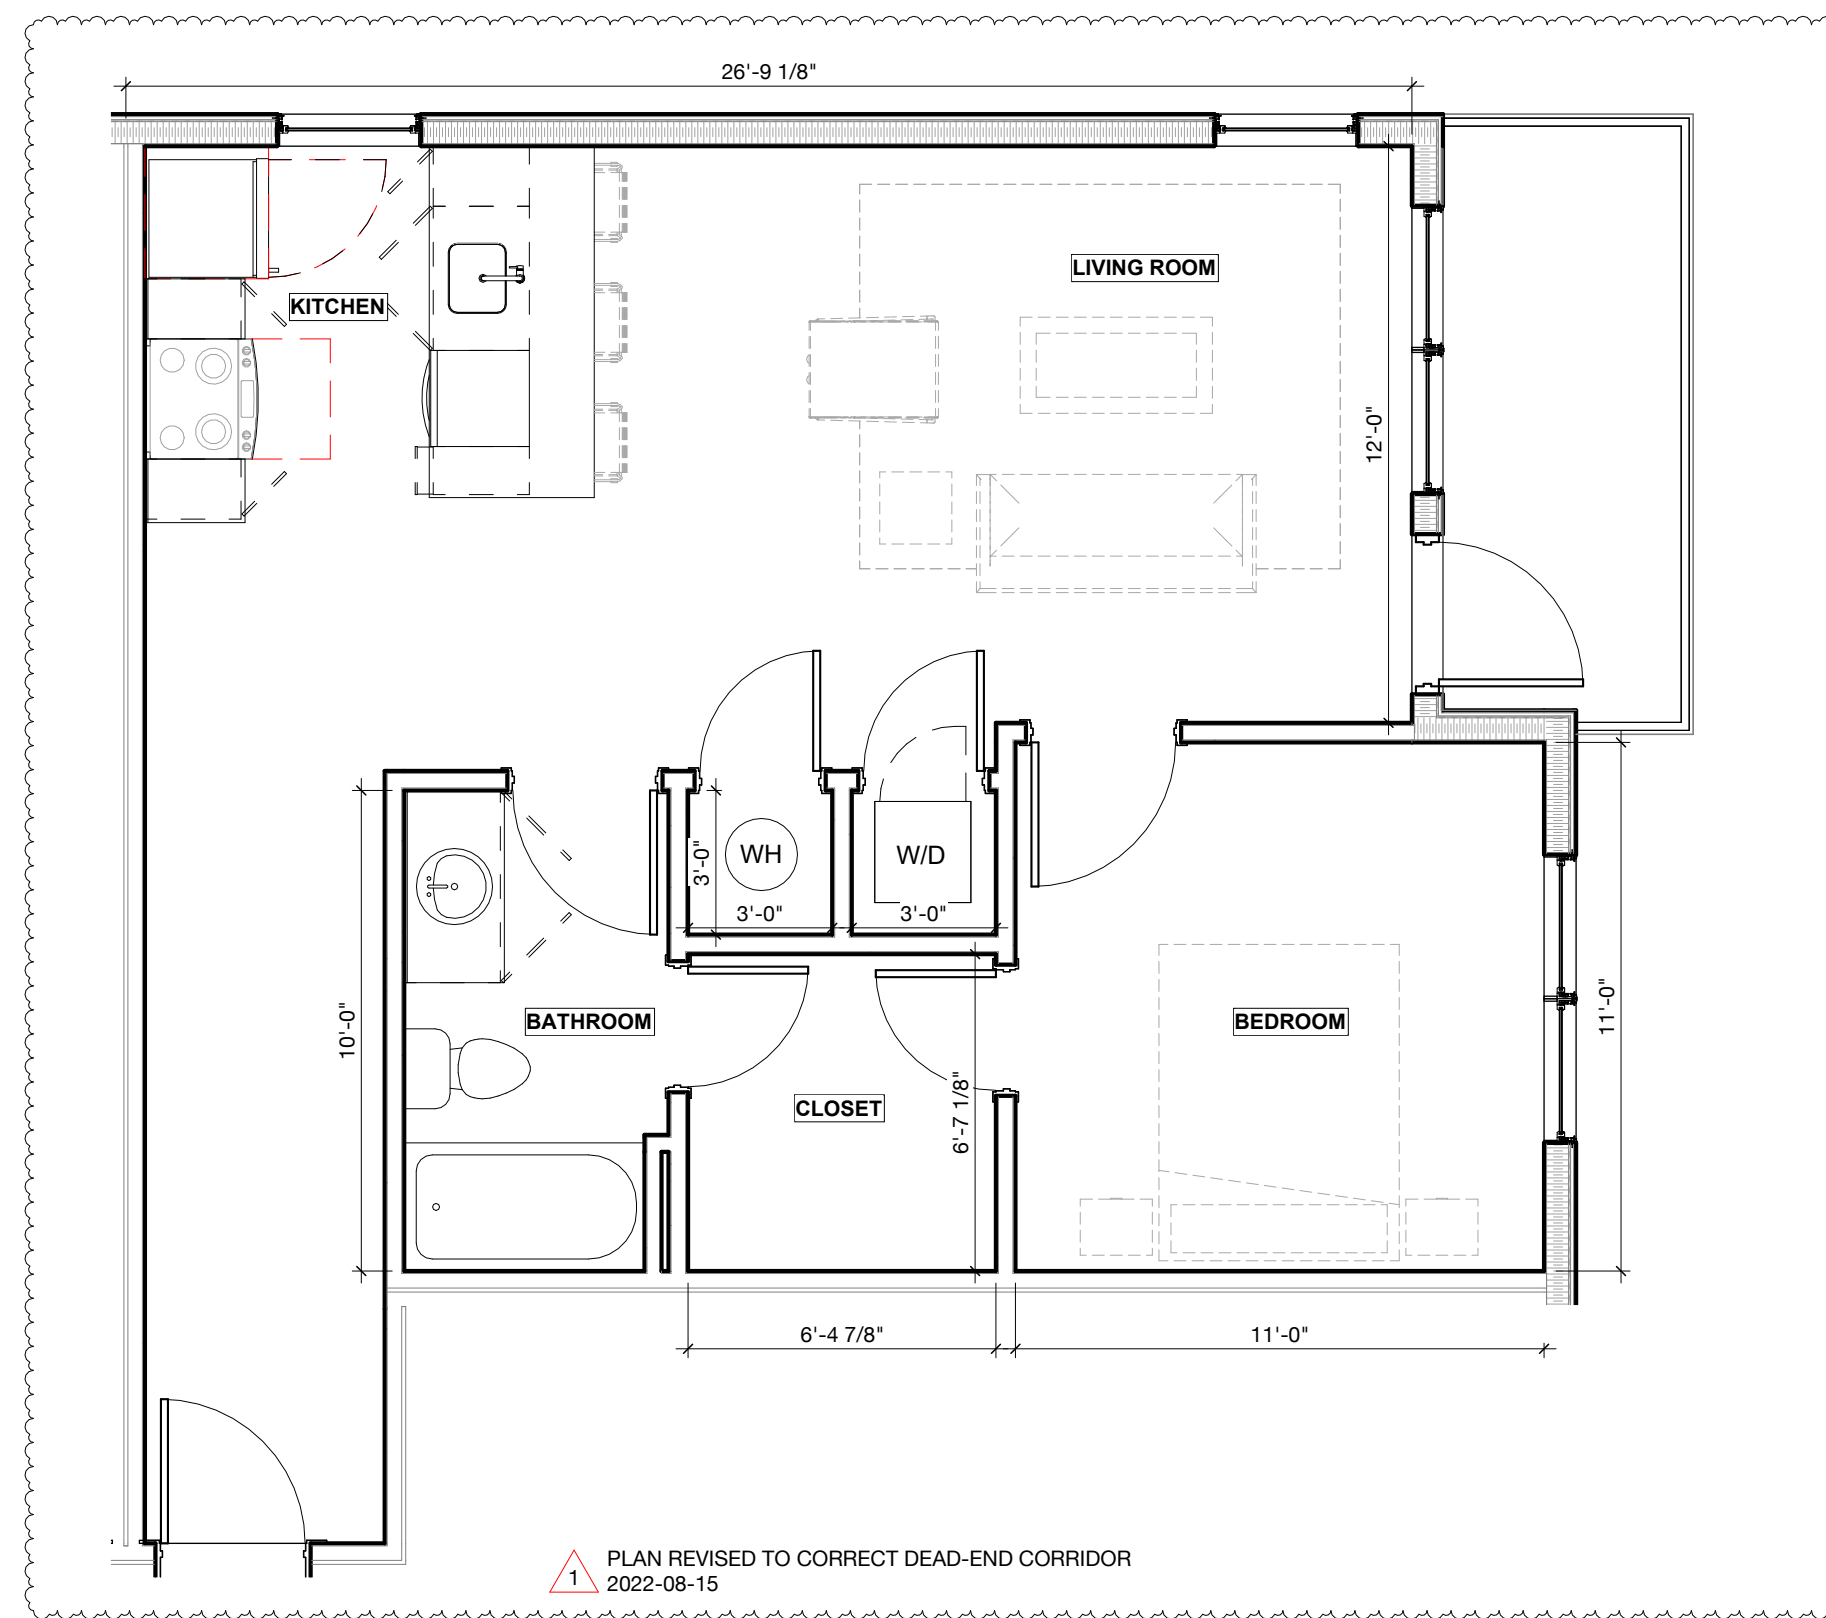 26'-9 1/8"
LIVING ROOM
KITCHEN
12'-0"
WH
W/D
3'-0"
3'-0"
3'-0"
10'-0"
BATHROOM
BEDROOM
11'-0"
CLOSET
6'-7 1/8"
6'-4 7/8"
11'-0"
1
PLAN REVISED TO CORRECT DEAD-END CORRIDOR
2022-08-15